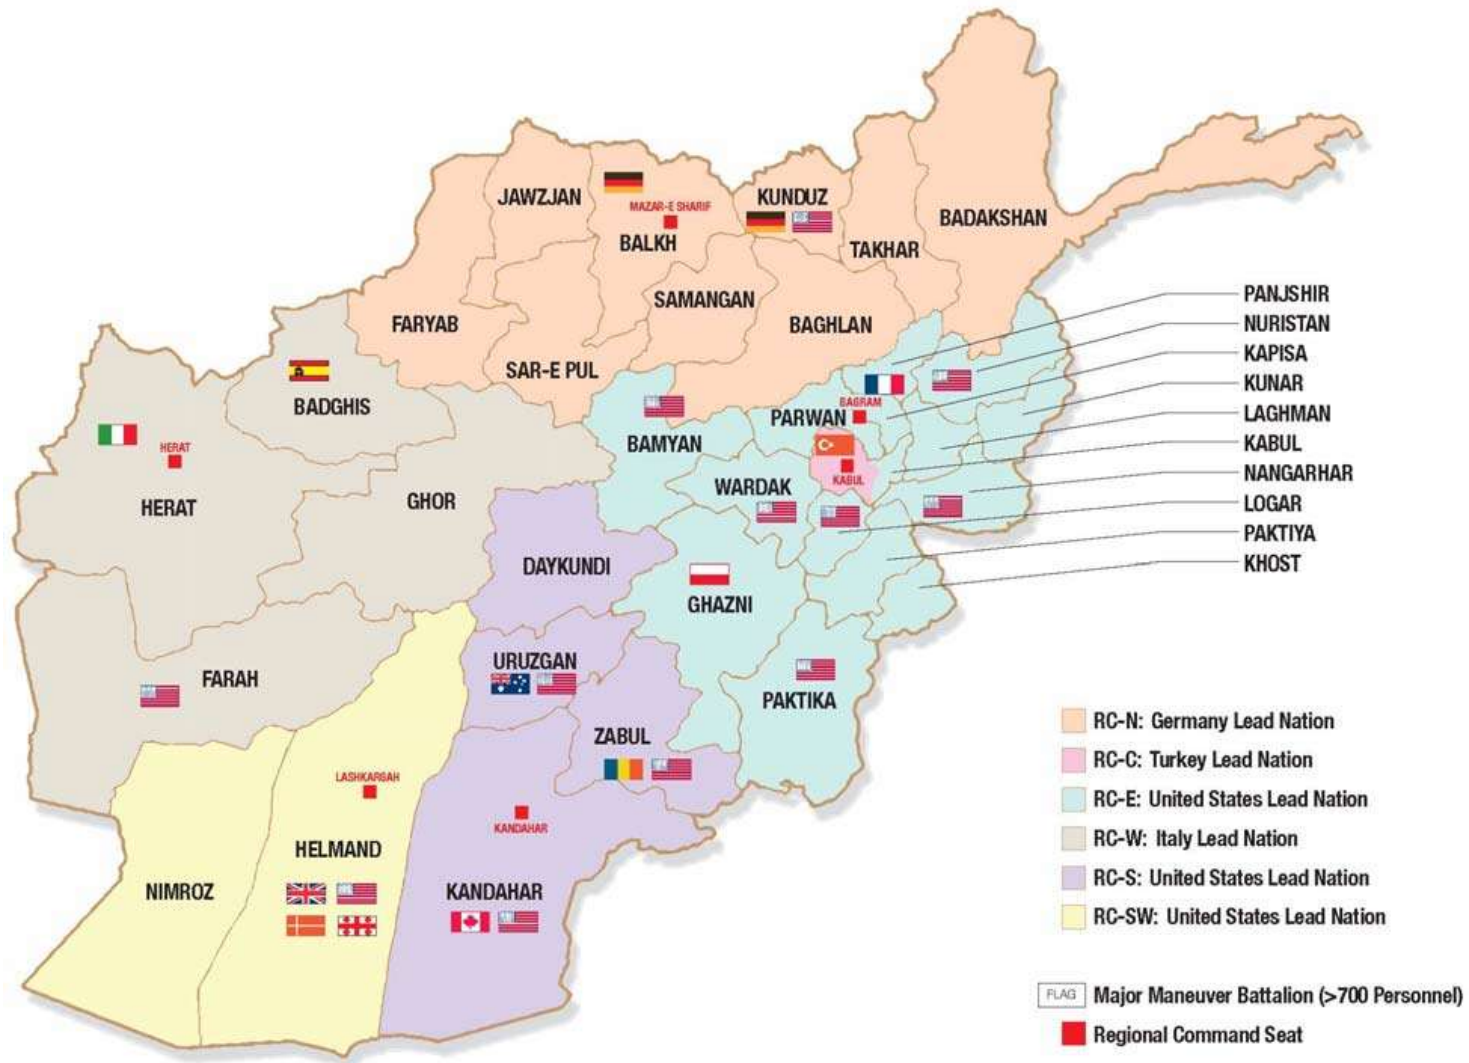 JAWZJAN
MAZAR-E SHARIF
BALKH
KUNDUZ
TAKHAR
BADAKSHAN
FARYAB
SAMANGAN
BAGHLAN
SAR-E PUL
BADGHIS
HERAT
HERAT
GHOR
BAMYAN
PARWAN
BAGRAM
KABUL
WARDAK
PANJSHIR
NURISTAN
KAPISA
KUNAR
LAGHMAN
KABUL
NANGARHAR
LOGAR
PAKTIYA
KHOST
DAYKUNDI
GHAZNI
URUZGAN
FARAH
PAKTIKA
ZABUL
LASHKARGAH
KANDAHAR
HELMAND
NIMROZ
KANDAHAR
RC-N: Germany Lead Nation
RC-C: Turkey Lead Nation
RC-E: United States Lead Nation
RC-W: Italy Lead Nation
RC-S: United States Lead Nation
RC-SW: United States Lead Nation
FLAG Major Maneuver Battalion (>700 Personnel)
Regional Command Seat